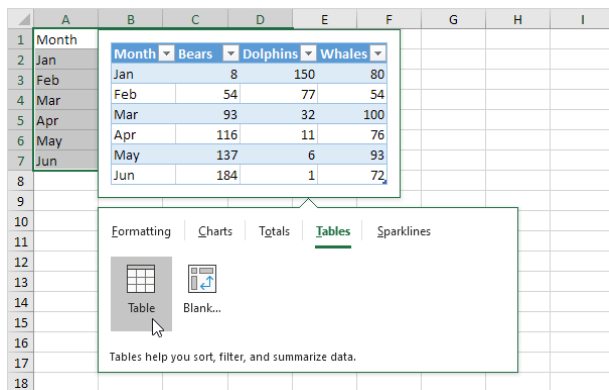 A B C D E F G H I
1 Month
2 Jan
3 Feb
4 Mar
5 Apr
6 May
7 Jun
8
9
10
11
12
13
14
15
16
17
18
Month Bears Dolphins Whales
Jan 8 150 80
Feb 54 77 54
Mar 93 32 100
Apr 116 11 76
May 137 6 93
Jun 184 1 72
Formatting Charts Totals Tables Sparklines
Table Blank...
Tables help you sort, filter, and summarize data.